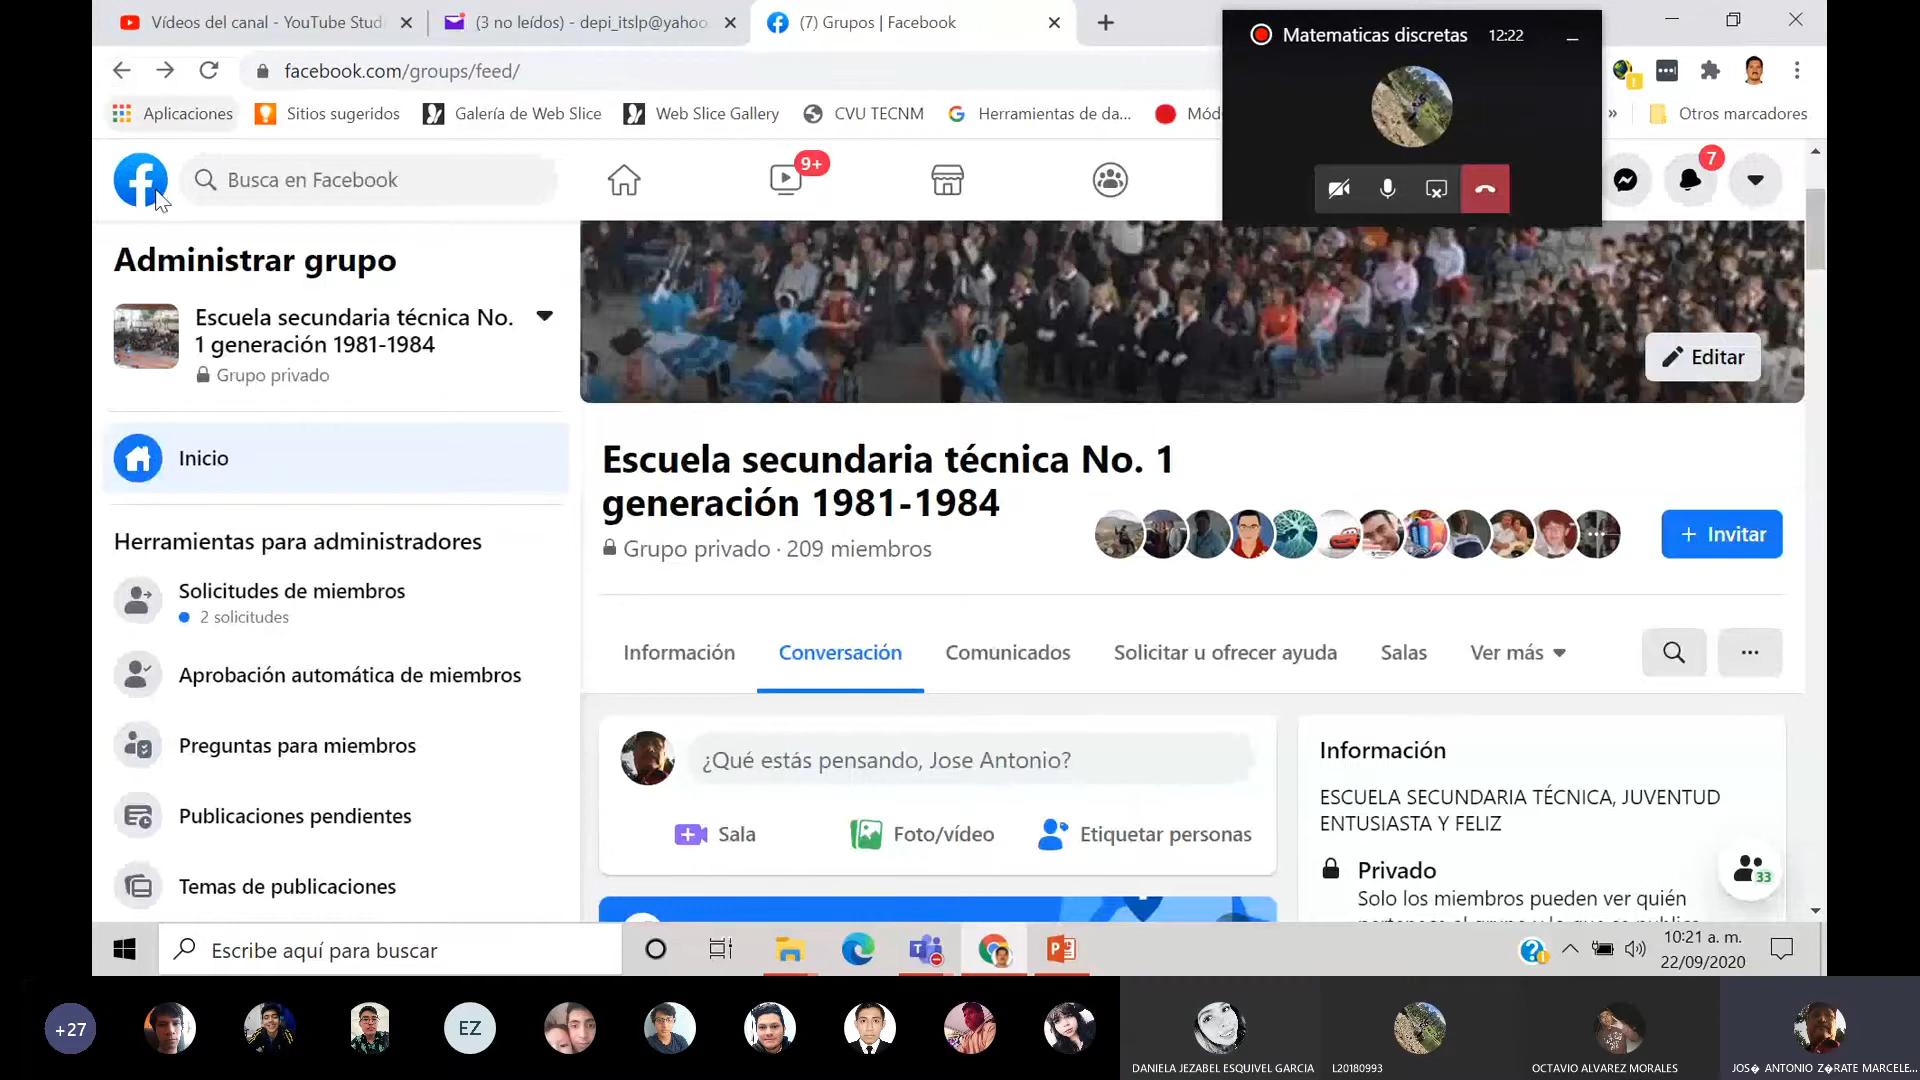 Vídeos del canal - YouTube Stud
(3 no leídos) - depi_itslp@yahoo.
(7) Grupos | Facebook
Matematicas discretas 12:22
facebook.com/groups/feed/
Aplicaciones
Sitios sugeridos
Galería de Web Slice
Web Slice Gallery
CVU TECNM
Herramientas de da...
Mód
Otros marcadores
Busca en Facebook
9+
7
Administrar grupo
Escuela secundaria técnica No.
1 generación 1981-1984
Grupo privado
Inicio
Herramientas para administradores
Solicitudes de miembros
2 solicitudes
Aprobación automática de miembros
Preguntas para miembros
Publicaciones pendientes
Temas de publicaciones
Editar
Escuela secundaria técnica No. 1
generación 1981-1984
Grupo privado · 209 miembros
+ Invitar
Información
Conversación
Comunicados
Solicitar u ofrecer ayuda
Salas
Ver más
¿Qué estás pensando, Jose Antonio?
Sala
Foto/vídeo
Etiquetar personas
Información
ESCUELA SECUNDARIA TÉCNICA, JUVENTUD
ENTUSIASTA Y FELIZ
Privado
Solo los miembros pueden ver quién
33
Escribe aquí para buscar
10:21 a. m.
22/09/2020
+27
EZ
DANIELA JEZABEL ESQUIVEL GARCIA
L20180993
OCTAVIO ALVAREZ MORALES
JOS� ANTONIO Z�RATE MARCELE...